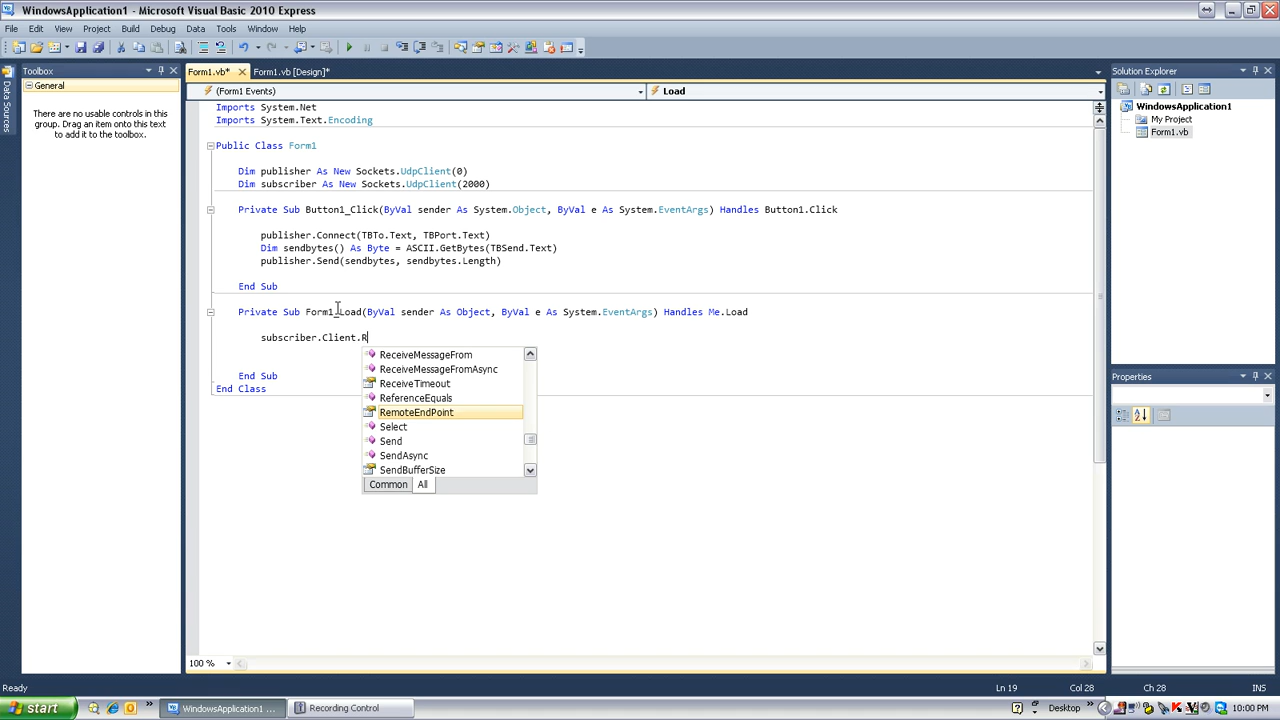 WindowsApplication1 - Microsoft Visual Basic 2010 Express
File Edit View Project Build Debug Data Tools Window Help
Toolbox
Form1.vb* Form1.vb [Design]*
Solution Explorer
Data Sources
General
(Form1 Events) Load
There are no usable controls in this
group. Drag an item onto this text
to add it to the toolbox.
WindowsApplication1
My Project
Form1.vb
Imports System.Net
Imports System.Text.Encoding
Public Class Form1
Dim publisher As New Sockets.UdpClient(0)
Dim subscriber As New Sockets.UdpClient(2000)
Private Sub Button1_Click(ByVal sender As System.Object, ByVal e As System.EventArgs) Handles Button1.Click
publisher.Connect(TBTo.Text, TBPort.Text)
Dim sendbytes() As Byte = ASCII.GetBytes(TBSend.Text)
publisher.Send(sendbytes, sendbytes.Length)
End Sub
Private Sub Form1_Load(ByVal sender As Object, ByVal e As System.EventArgs) Handles Me.Load
subscriber.Client.R
ReceiveMessageFrom
ReceiveMessageFromAsync
ReceiveTimeout
ReferenceEquals
RemoteEndPoint
Select
Send
SendAsync
SendBufferSize
Common All
End Sub
End Class
Properties
100 %
Ready Ln 19 Col 28 Ch 28 INS
start WindowsApplication1 ... Recording Control Desktop 10:00 PM